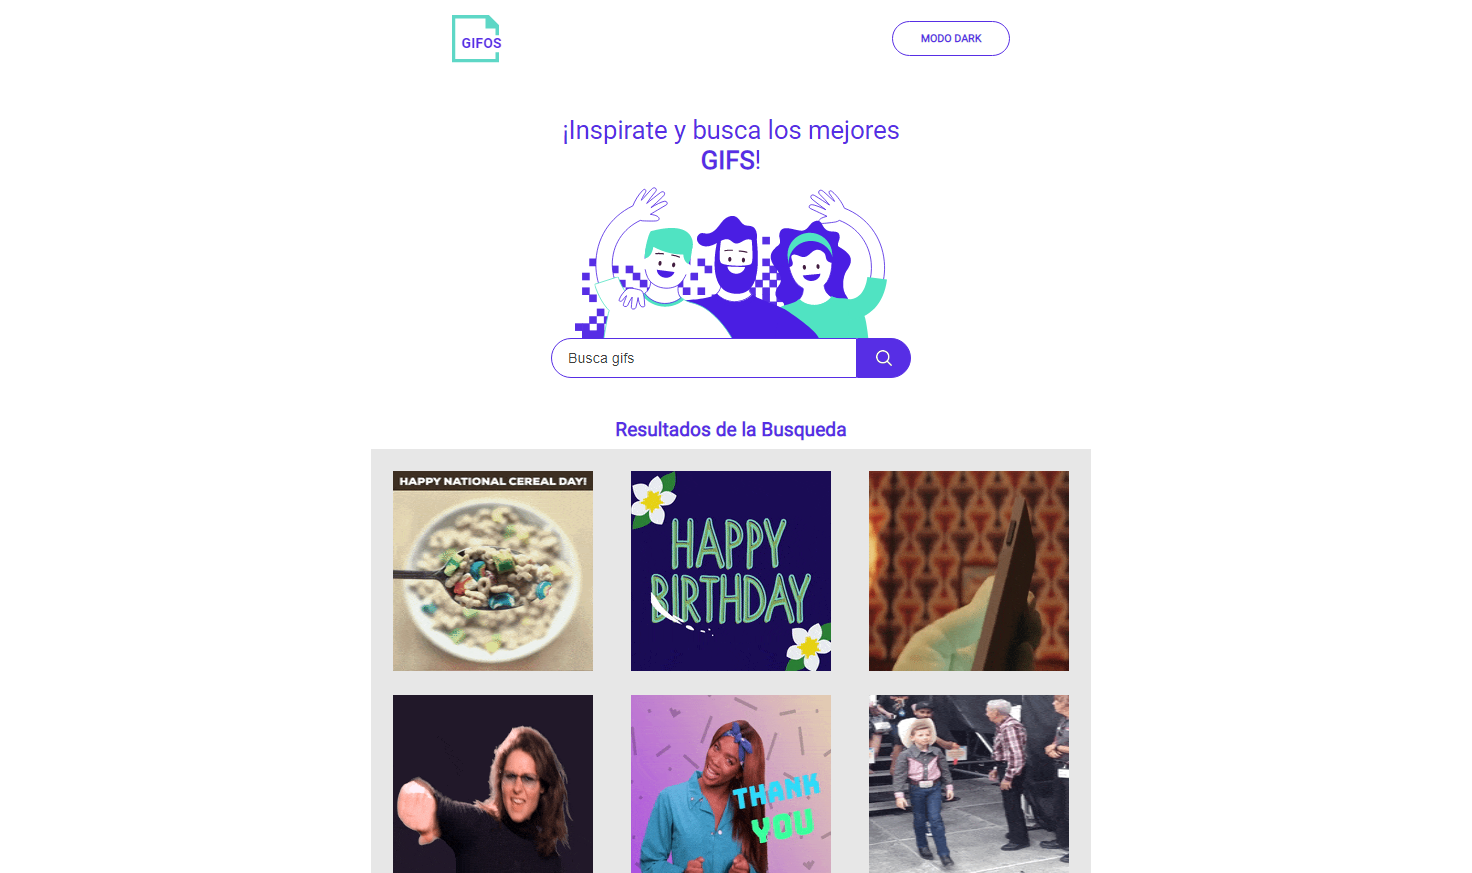 GIFOS
MODO DARK
¡Inspirate y busca los mejores
GIFS!
Busca gifs
Resultados de la Busqueda
HAPPY NATIONAL CEREAL DAY!
HAPPY
BIRTHDAY
THANK
YOU